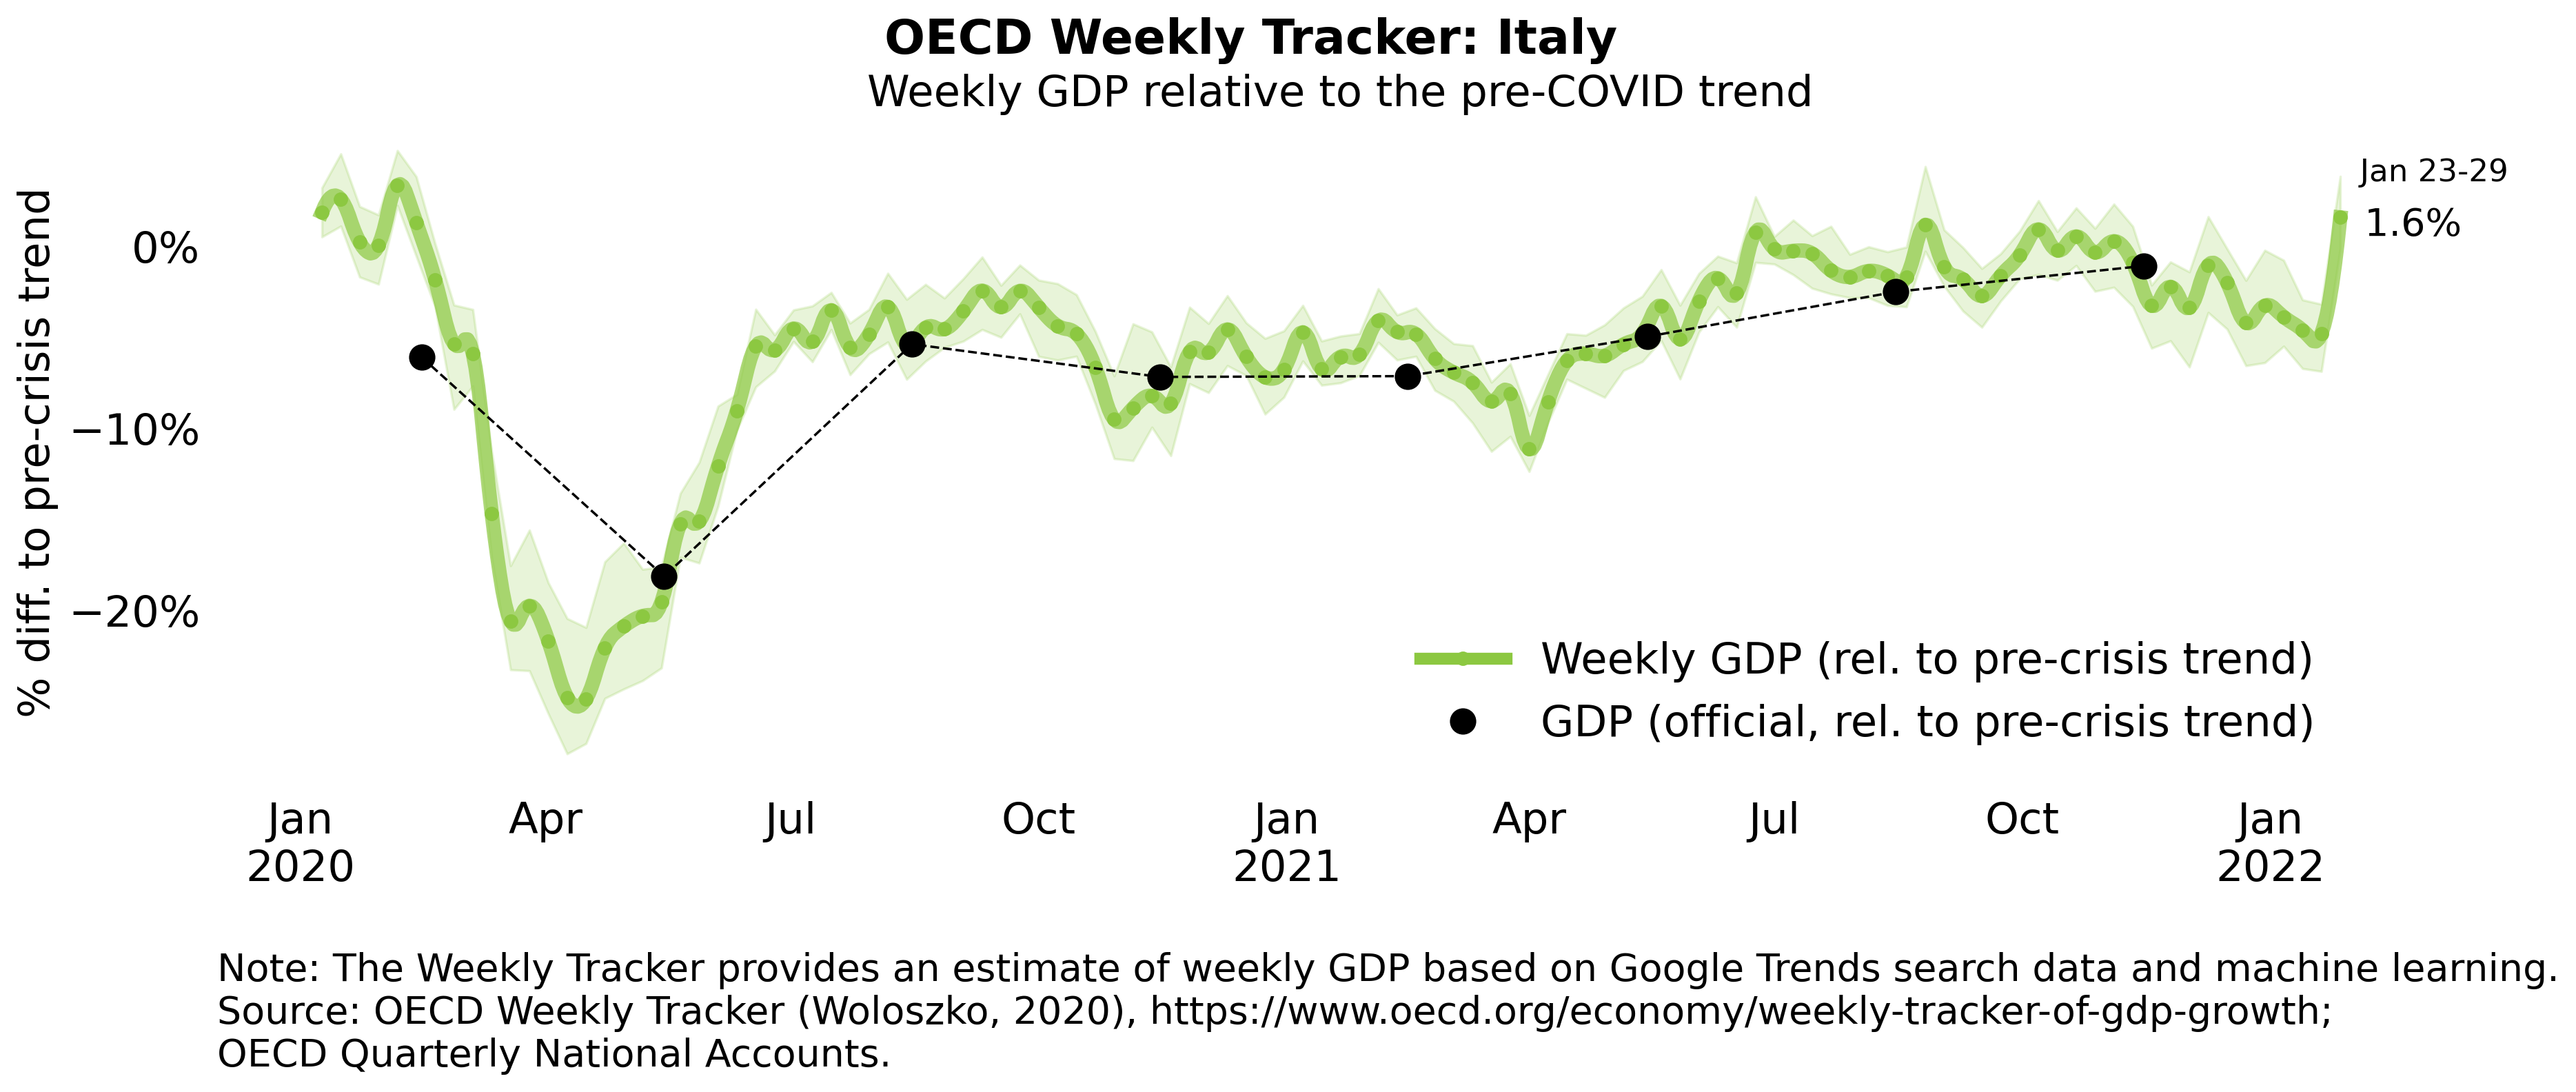 OECD Weekly Tracker: Italy
Weekly GDP relative to the pre-COVID trend
% diff. to pre-crisis trend
0%
−10%
−20%
Jan 23-29
1.6%
Weekly GDP (rel. to pre-crisis trend)
GDP (official, rel. to pre-crisis trend)
Jan Apr Jul Oct Jan Apr Jul Oct Jan
2020 2021 2022
Note: The Weekly Tracker provides an estimate of weekly GDP based on Google Trends search data and machine learning.
Source: OECD Weekly Tracker (Woloszko, 2020), https://www.oecd.org/economy/weekly-tracker-of-gdp-growth;
OECD Quarterly National Accounts.